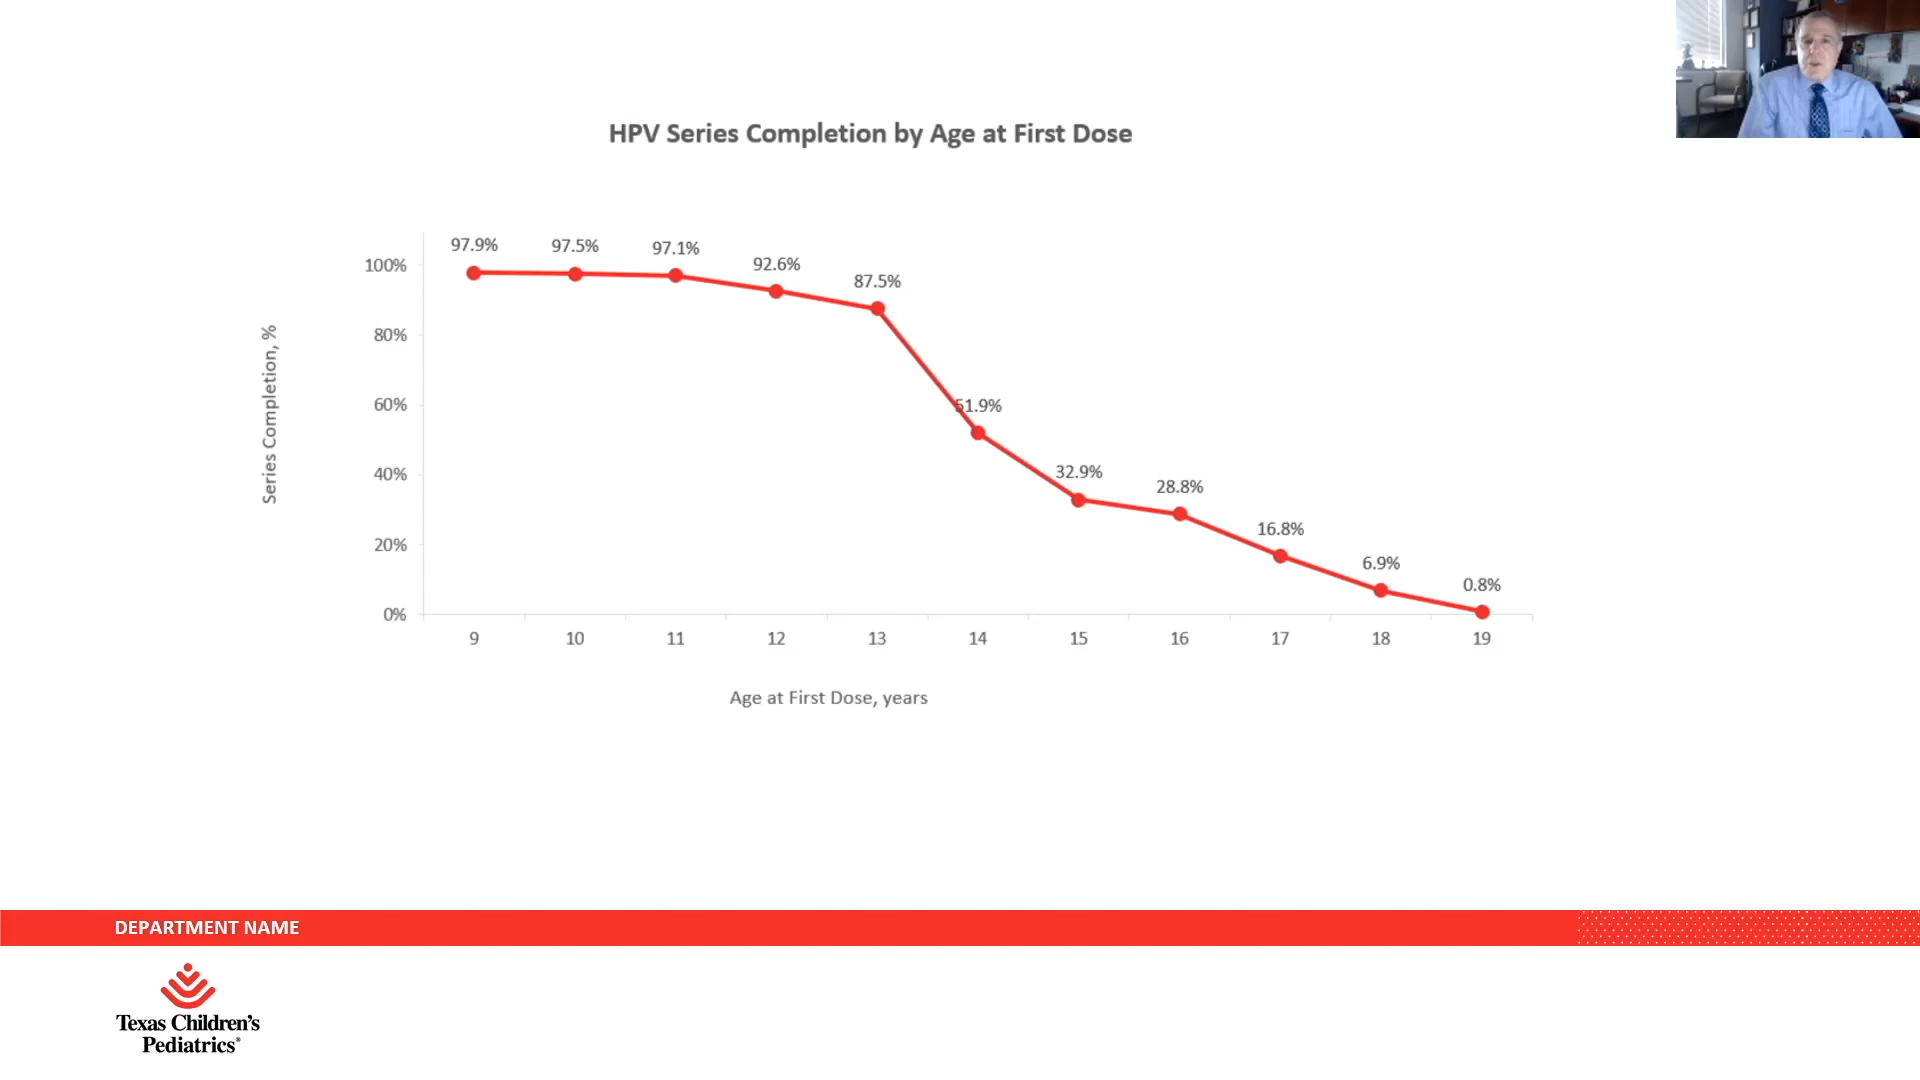 HPV Series Completion by Age at First Dose
97.9%
97.5%
97.1%
92.6%
87.5%
51.9%
32.9%
28.8%
16.8%
6.9%
0.8%
100%
80%
60%
40%
20%
0%
Series Completion, %
9 10 11 12 13 14 15 16 17 18 19
Age at First Dose, years
DEPARTMENT NAME
Texas Children's
Pediatrics®